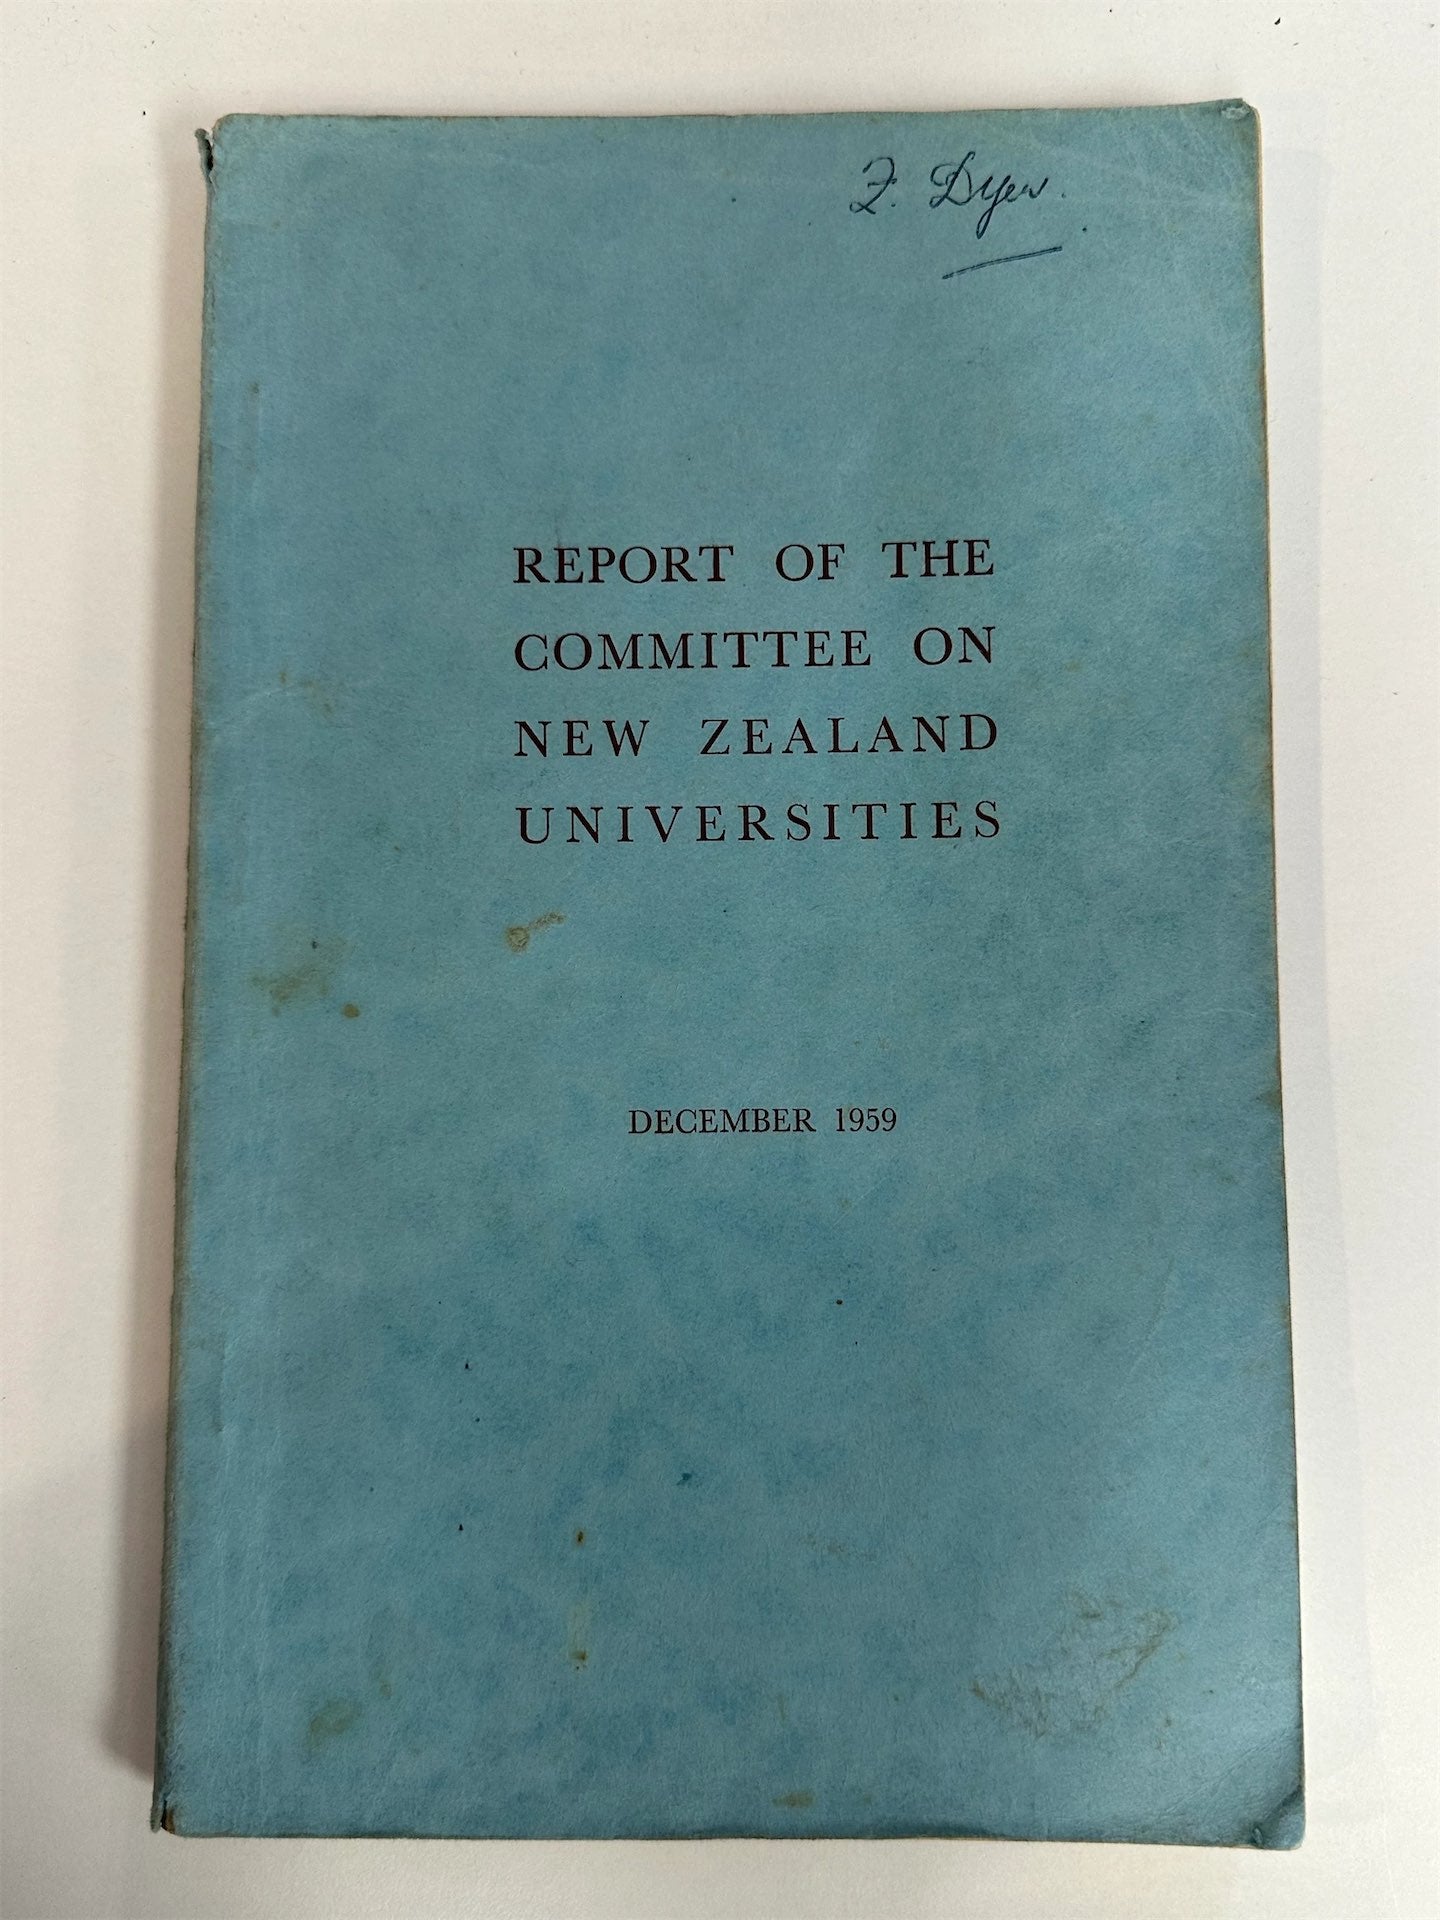 F. Dyer.
REPORT OF THE
COMMITTEE ON
NEW ZEALAND
UNIVERSITIES
DECEMBER 1959